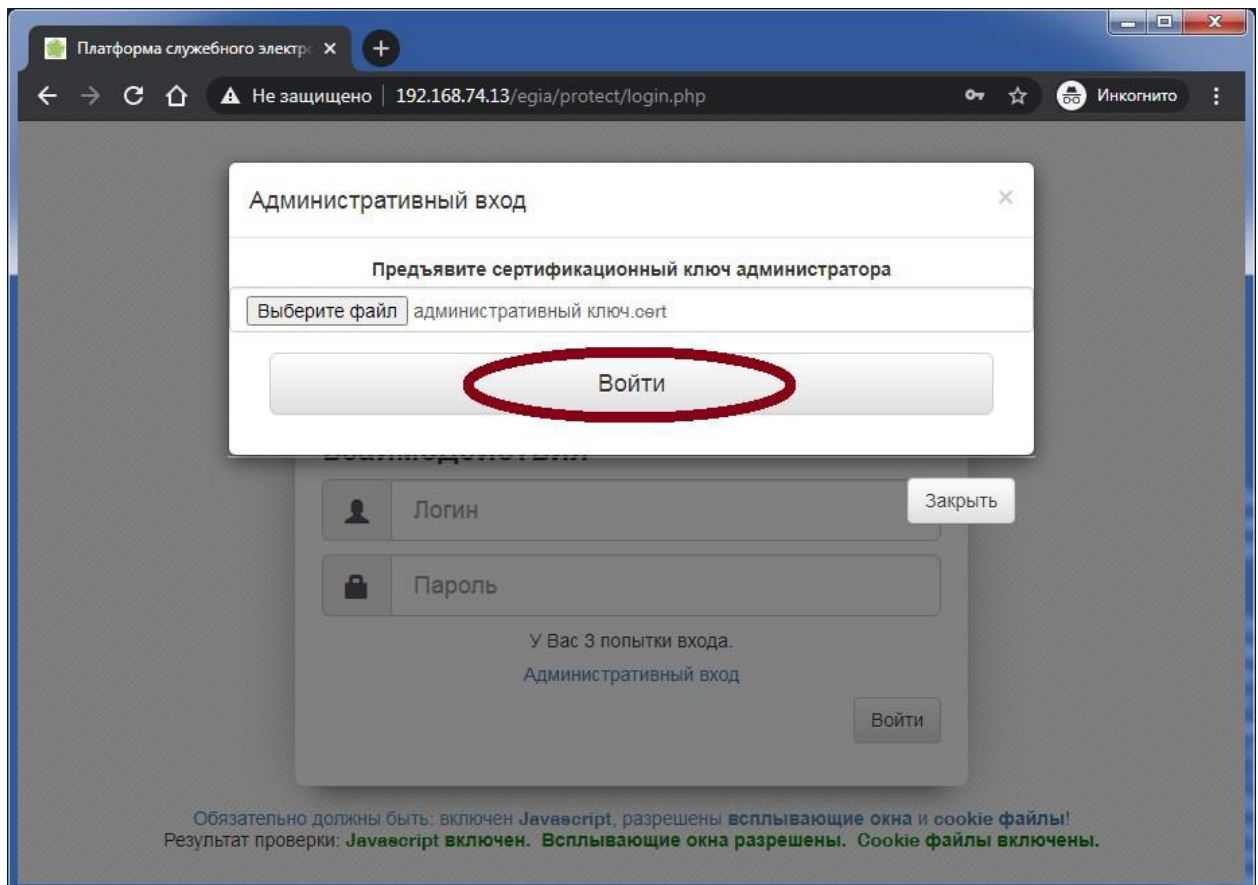 Платформа служебного электр
Не защищено 192.168.74.13/egia/protect/login.php Инкогнито
Административный вход
Предъявите сертификационный ключ администратора
Выберите файл административный ключ.cert
Войти
Закрыть
Логин
Пароль
У Вас 3 попытки входа.
Административный вход
Войти
Обязательно должны быть: включен Javascript, разрешены всплывающие окна и cookie файлы!
Результат проверки: Javascript включен. Всплывающие окна разрешены. Cookie файлы включены.